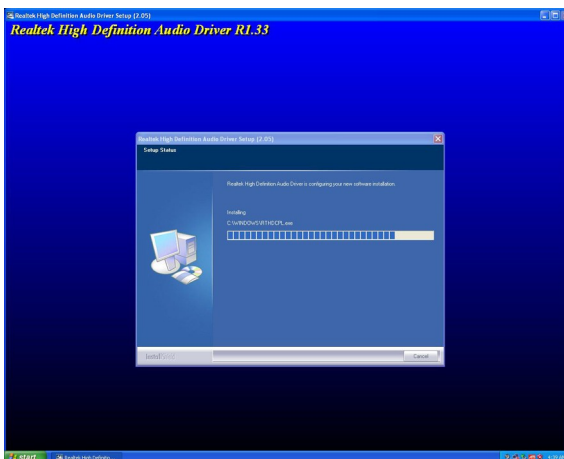 Realtek High Definition Audio Driver Setup (2.05)
Realtek High Definition Audio Driver R1.33
Realtek High Definition Audio Driver Setup (2.05)
Setup Status
Realtek High Definition Audio Driver is configuring your new software installation.
Installing
C:\WINDOWS\RTHDCPL.exe
InstallShield
Cancel
start
Realtek High Definitio...